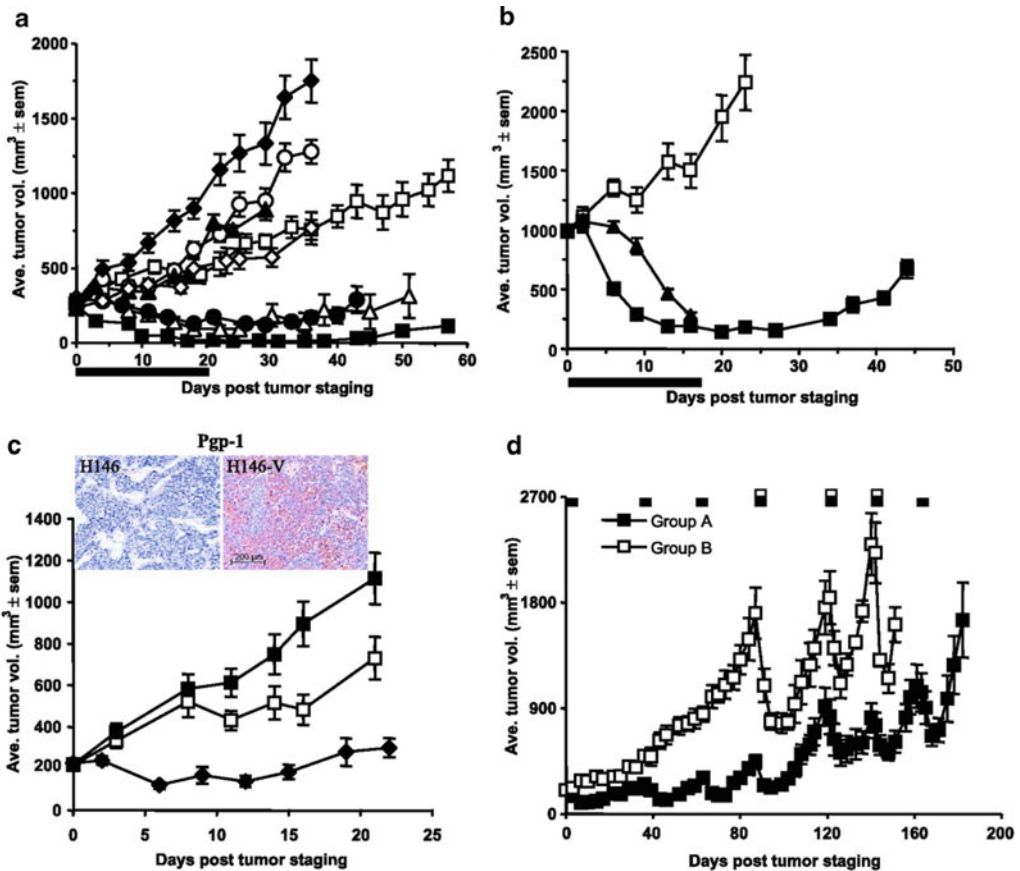 a
Ave. tumor vol. (mm³ ± sem)
2000
1500
1000
500
0
0 10 20 30 40 50 60
Days post tumor staging
b
Ave. tumor vol. (mm³ ± sem)
2500
2000
1500
1000
500
0
0 10 20 30 40 50
Days post tumor staging
c
Pgp-1
H146 H146-V
200 µm
Ave. tumor vol. (mm³ ± sem)
1400
1200
1000
800
600
400
200
0
0 5 10 15 20 25
Days post tumor staging
d
Ave. tumor vol. (mm³ ± sem)
2700
1800
900
0
Group A
Group B
0 40 80 120 160 200
Days post tumor staging